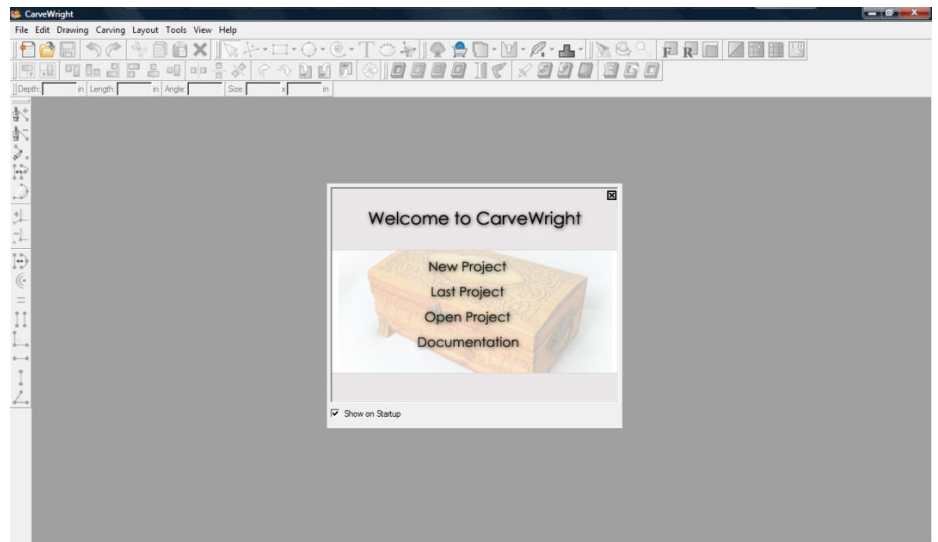 CarveWright
File Edit Drawing Carving Layout Tools View Help
T F R
Depth: in Length: in Angle: Size: x in
Welcome to CarveWright
New Project
Last Project
Open Project
Documentation
Show on Startup